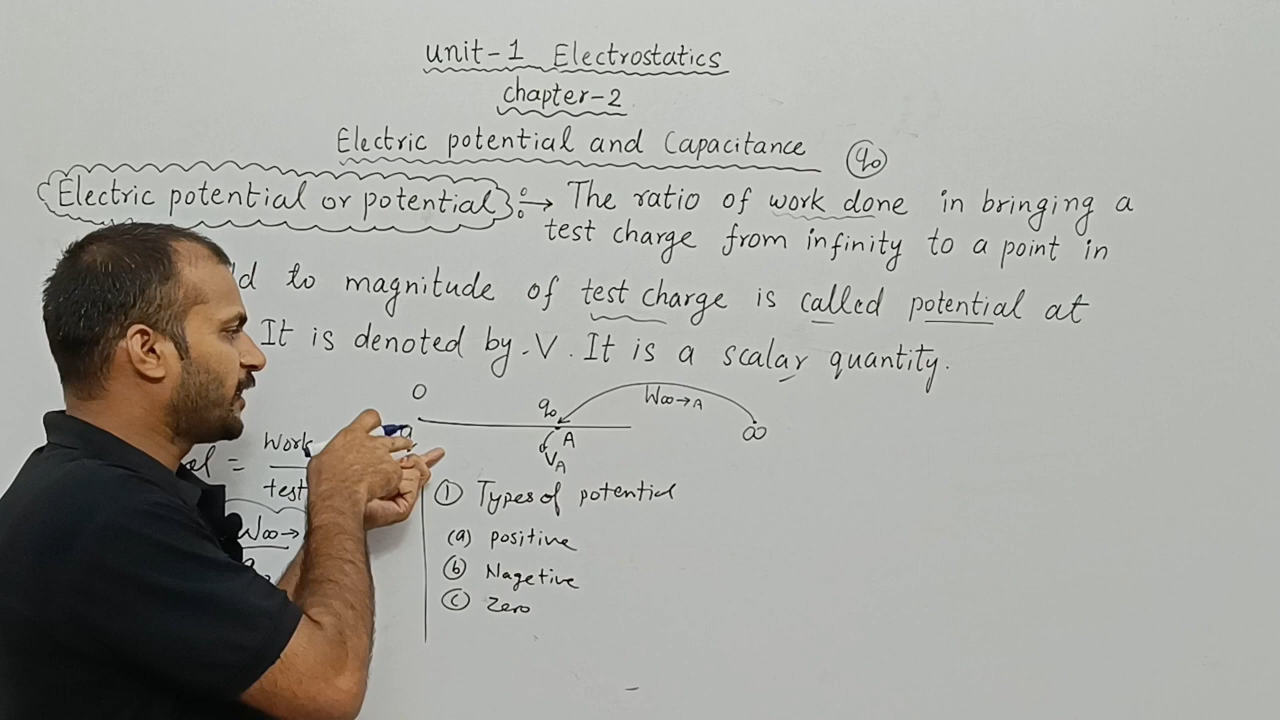 unit-1 Electrostatics
chapter-2
Electric potential and Capacitance
q₀
Electric potential or potential :→ The ratio of work done in bringing a
test charge from infinity to a point in
ld to magnitude of test charge is called potential at
It is denoted by V. It is a scalar quantity.
O q₀ W∞→A
A ∞
V_A
= Work
test
W∞→
① Types of potential
(a) positive
(b) Nagetive
(c) Zero